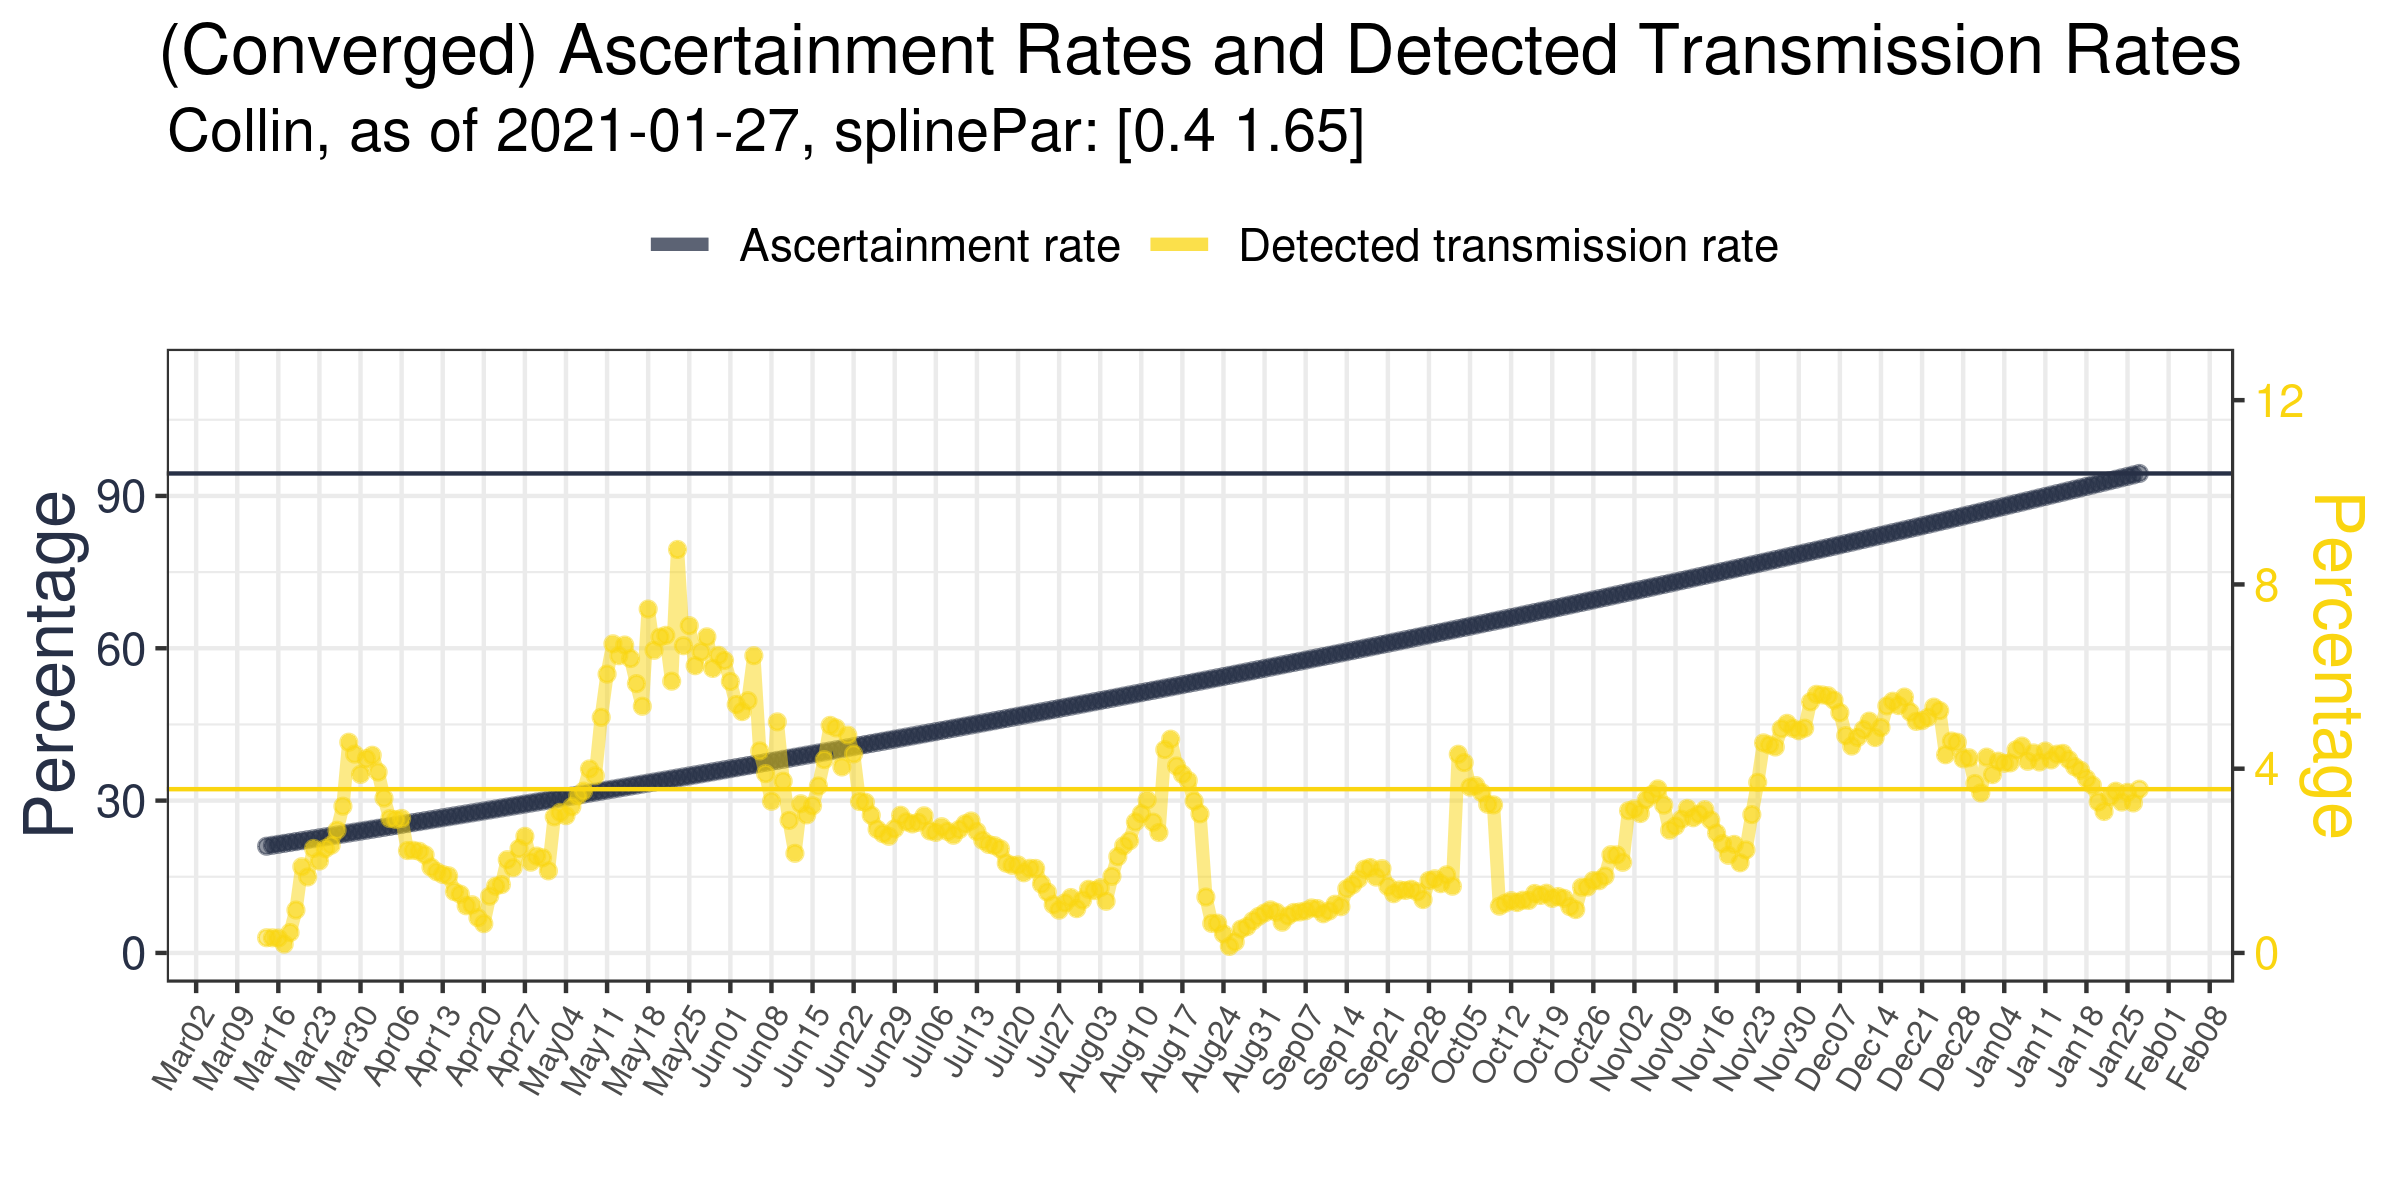 (Converged) Ascertainment Rates and Detected Transmission Rates
Collin, as of 2021-01-27, splinePar: [0.4 1.65]
Ascertainment rate
Detected transmission rate
Percentage
90
60
30
0
12
8
4
0
Percentage
Mar02
Mar09
Mar16
Mar23
Mar30
Apr06
Apr13
Apr20
Apr27
May04
May11
May18
May25
Jun01
Jun08
Jun15
Jun22
Jun29
Jul06
Jul13
Jul20
Jul27
Aug03
Aug10
Aug17
Aug24
Aug31
Sep07
Sep14
Sep21
Sep28
Oct05
Oct12
Oct19
Oct26
Nov02
Nov09
Nov16
Nov23
Nov30
Dec07
Dec14
Dec21
Dec28
Jan04
Jan11
Jan18
Jan25
Feb01
Feb08